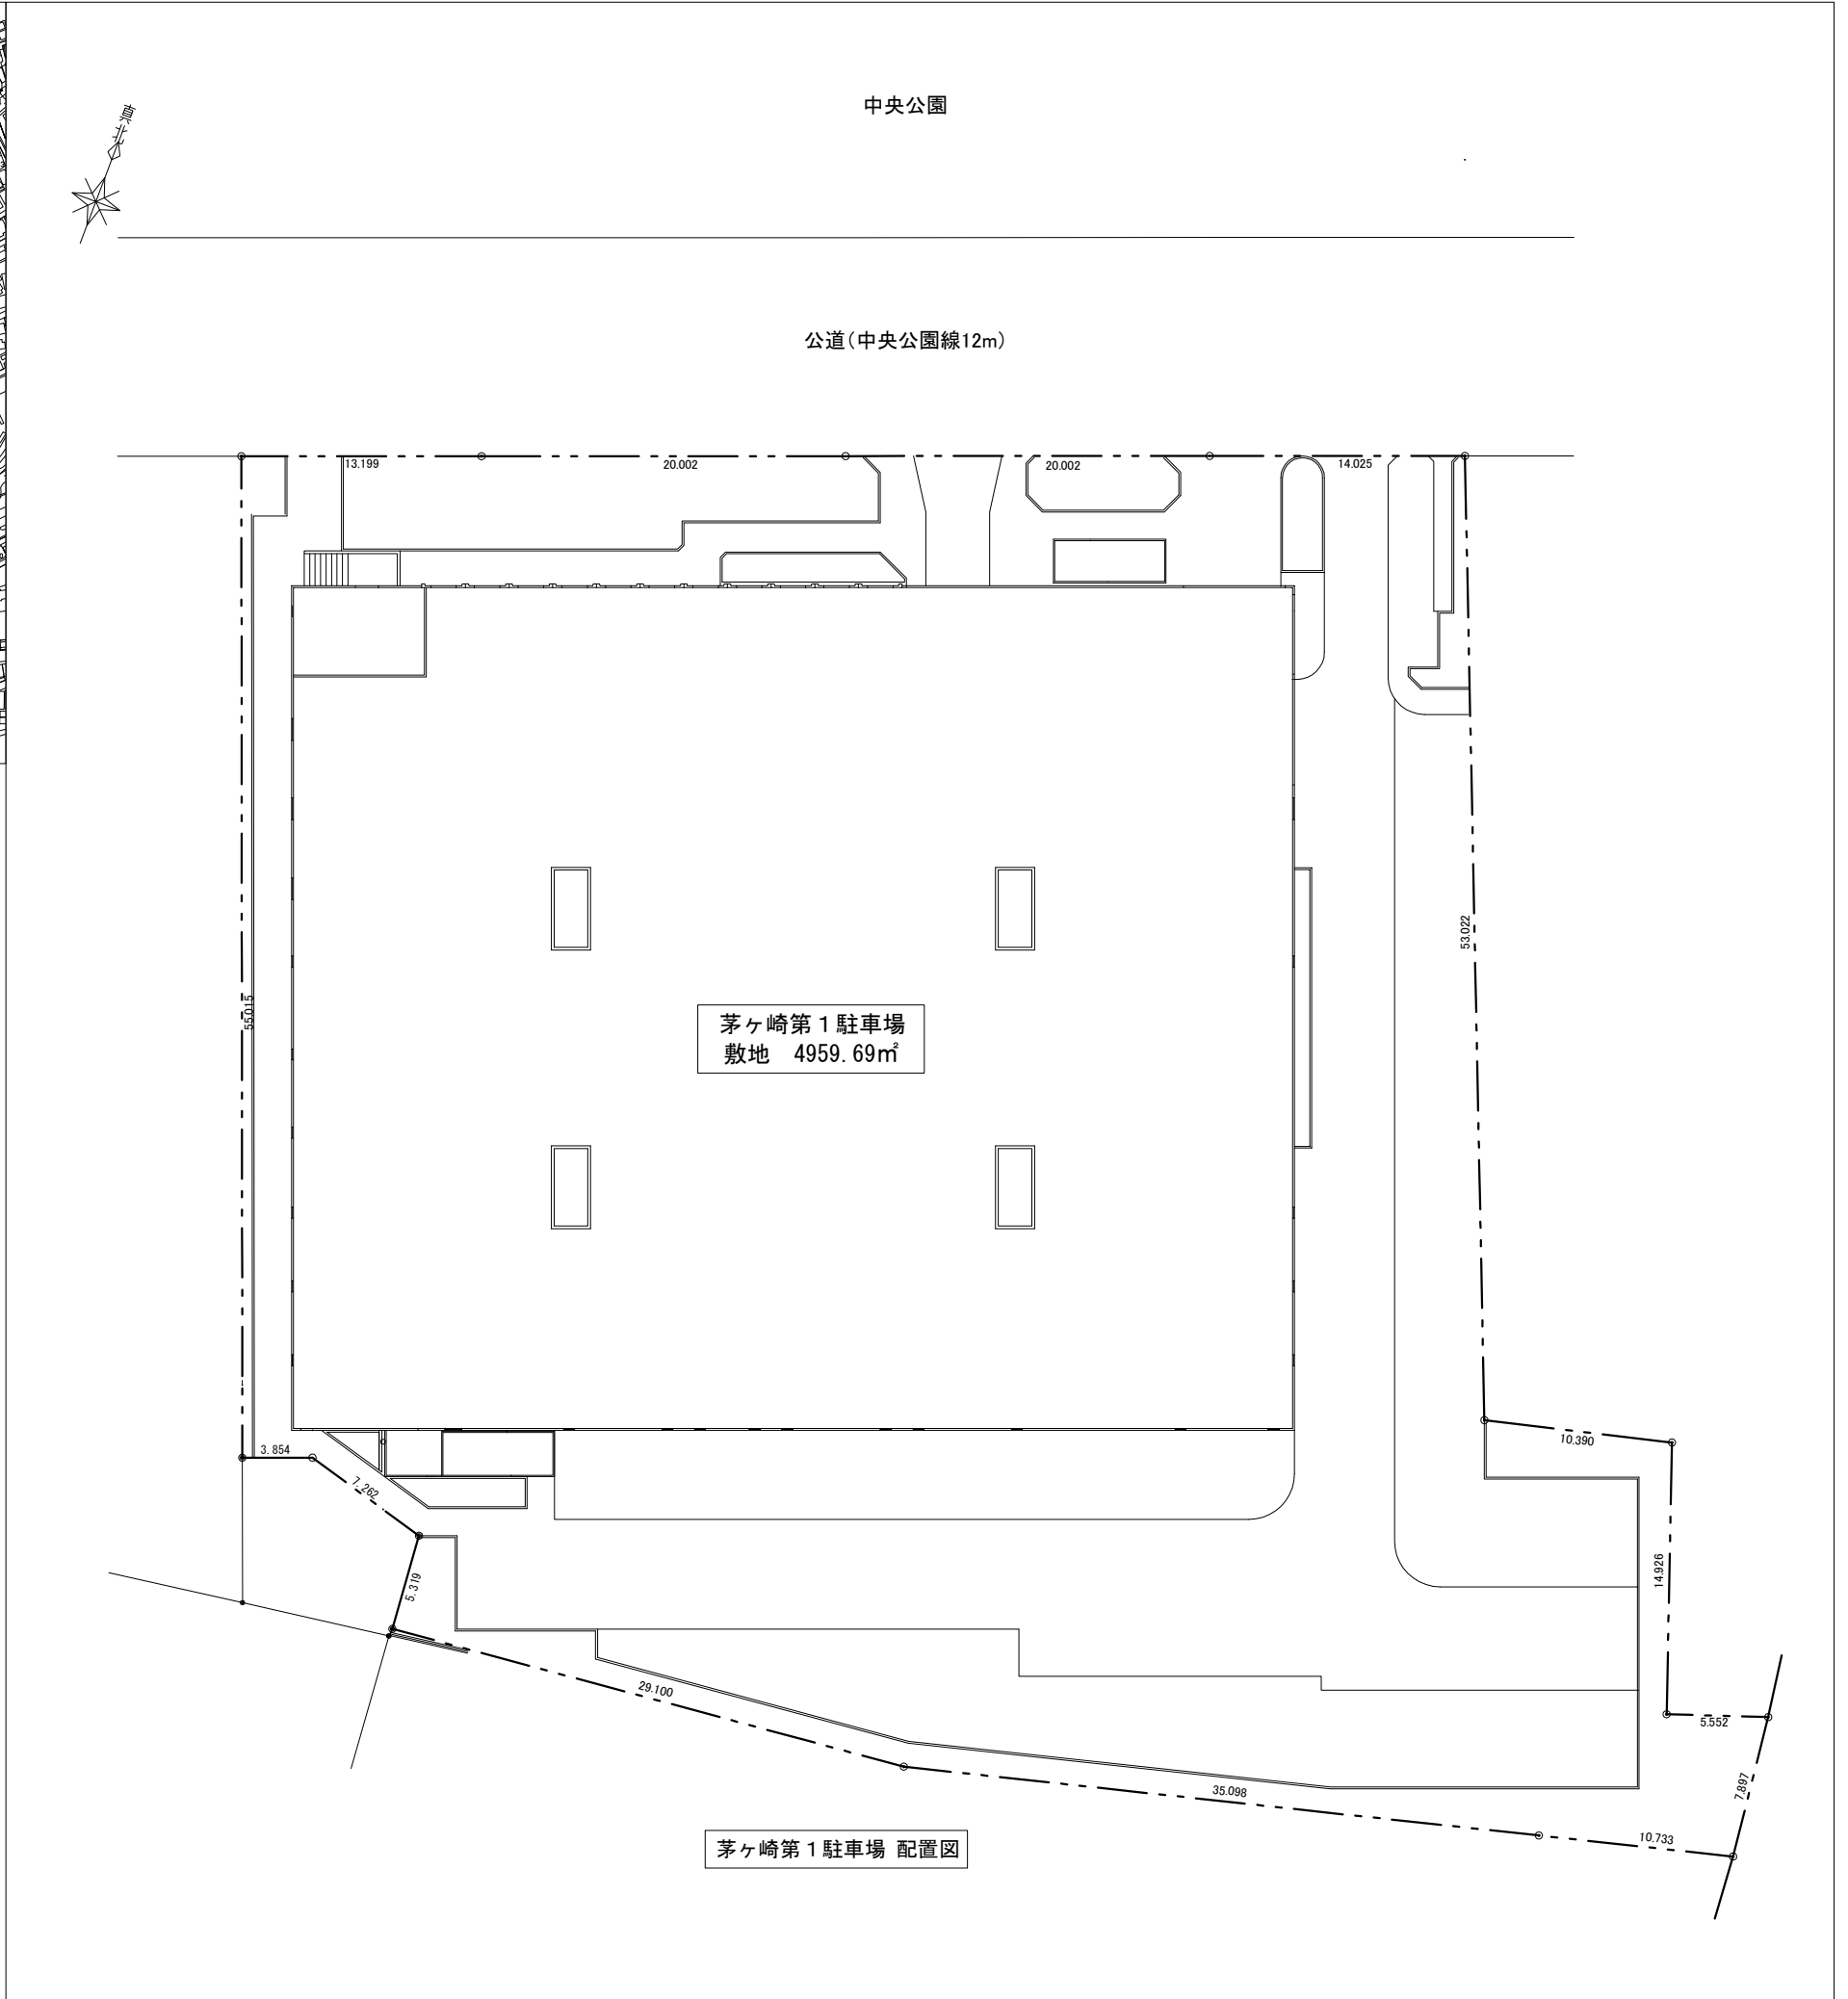 中央公園
真北
公道(中央公園線12m)
13.199
20.002
20.002
14.025
53.022
55.015
茅ヶ崎第１駐車場
敷地　4959.69㎡
3.854
7.262
5.319
10.390
14.926
5.552
7.897
29.100
35.098
10.733
茅ヶ崎第１駐車場 配置図